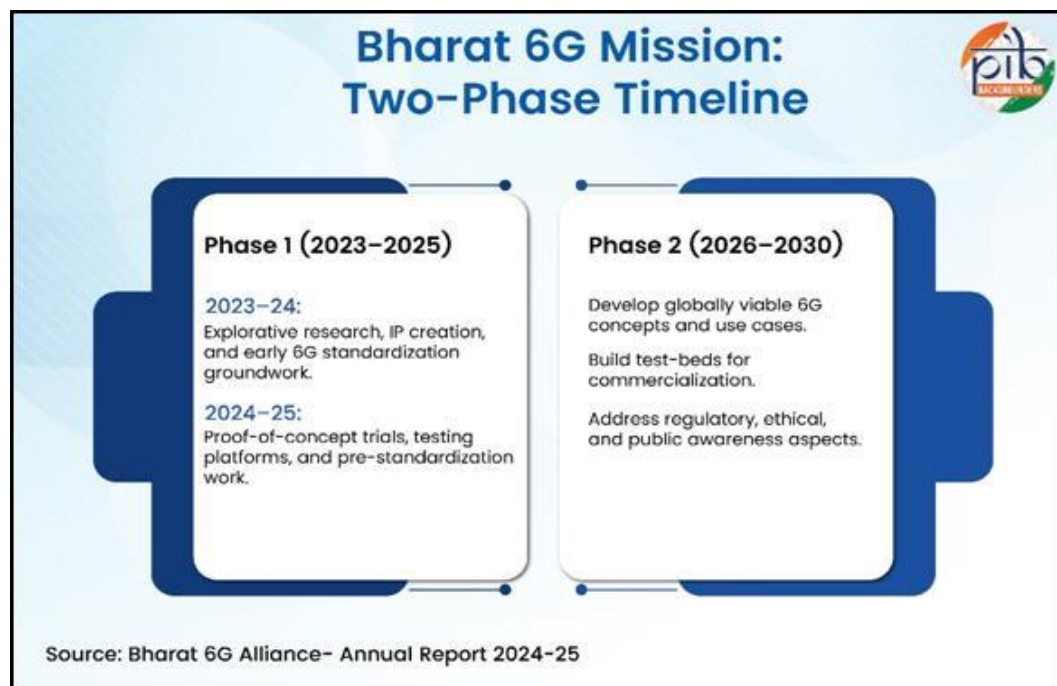 Bharat 6G Mission:
Two-Phase Timeline
pib
BACKGROUNDERS
Phase 1 (2023–2025)
2023–24:
Explorative research, IP creation,
and early 6G standardization
groundwork.
2024–25:
Proof-of-concept trials, testing
platforms, and pre-standardization
work.
Phase 2 (2026–2030)
Develop globally viable 6G
concepts and use cases.
Build test-beds for
commercialization.
Address regulatory, ethical,
and public awareness aspects.
Source: Bharat 6G Alliance- Annual Report 2024-25